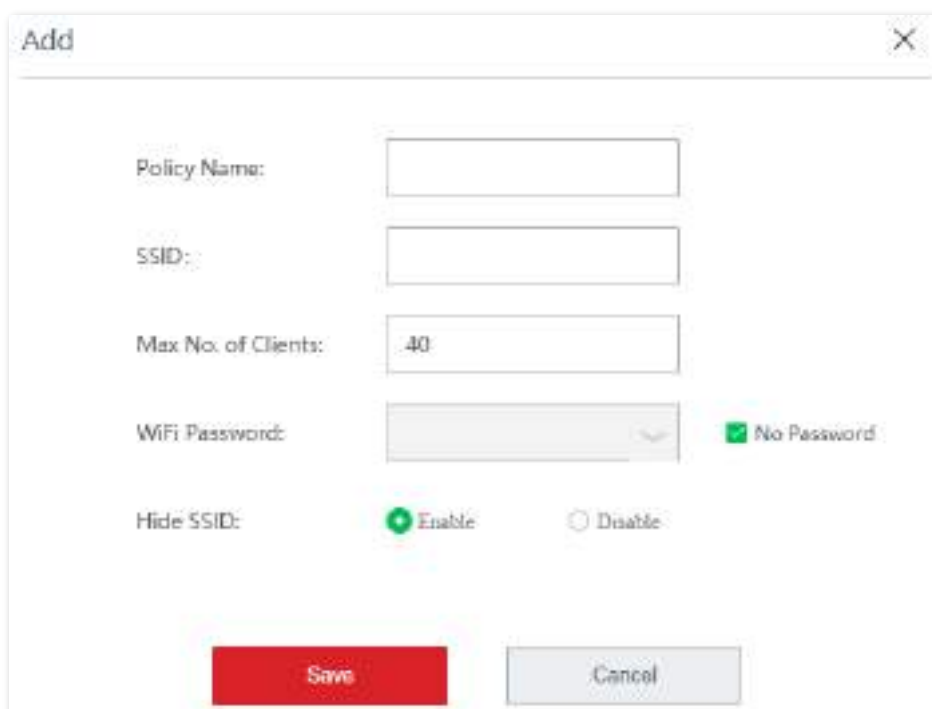 Add
Policy Name:
SSID:
Max No. of Clients: 40
WiFi Password: No Password
Hide SSID: Enable Disable
Save Cancel